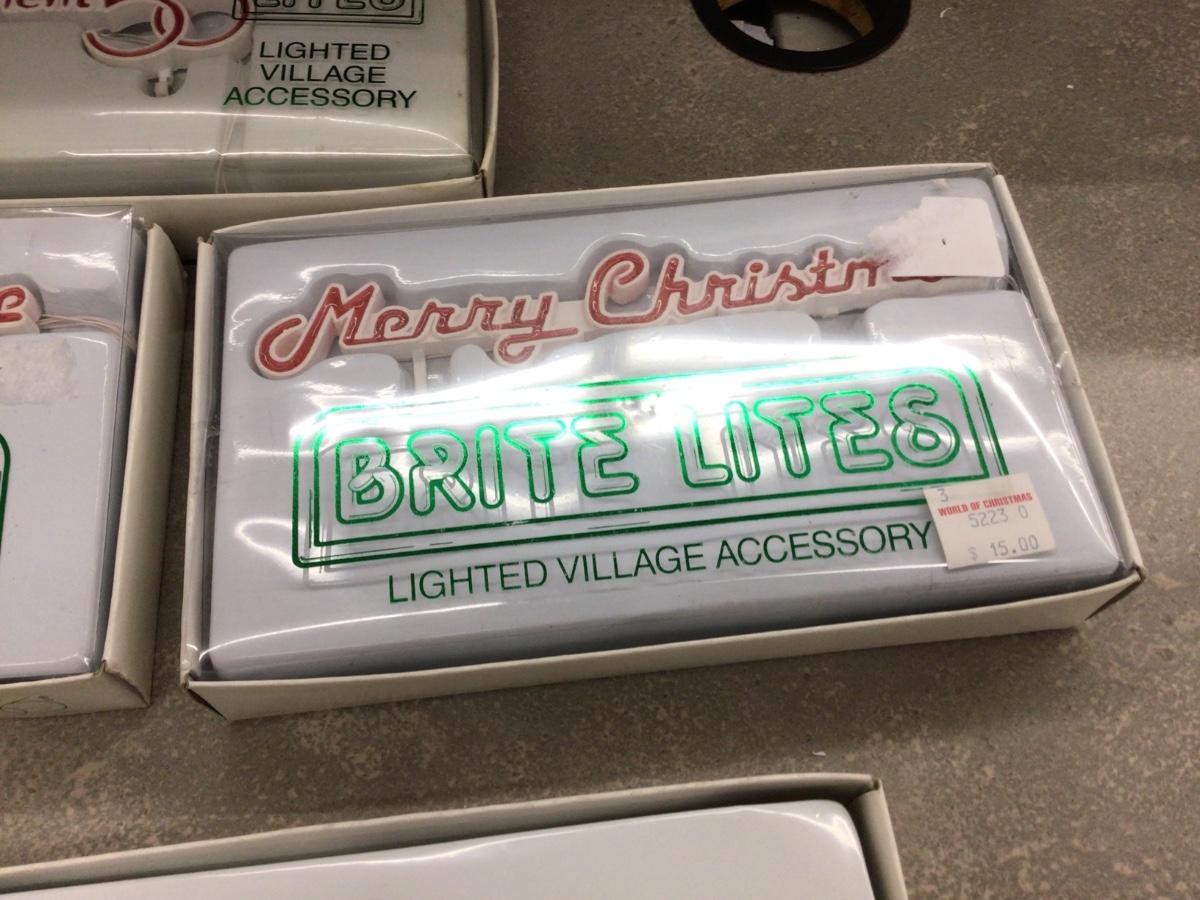 LIGHTED
VILLAGE
ACCESSORY
Merry Christm
BRITE LITES
LIGHTED VILLAGE ACCESSORY
3
WORLD OF CHRISTMAS
5223 0
$ 15.00